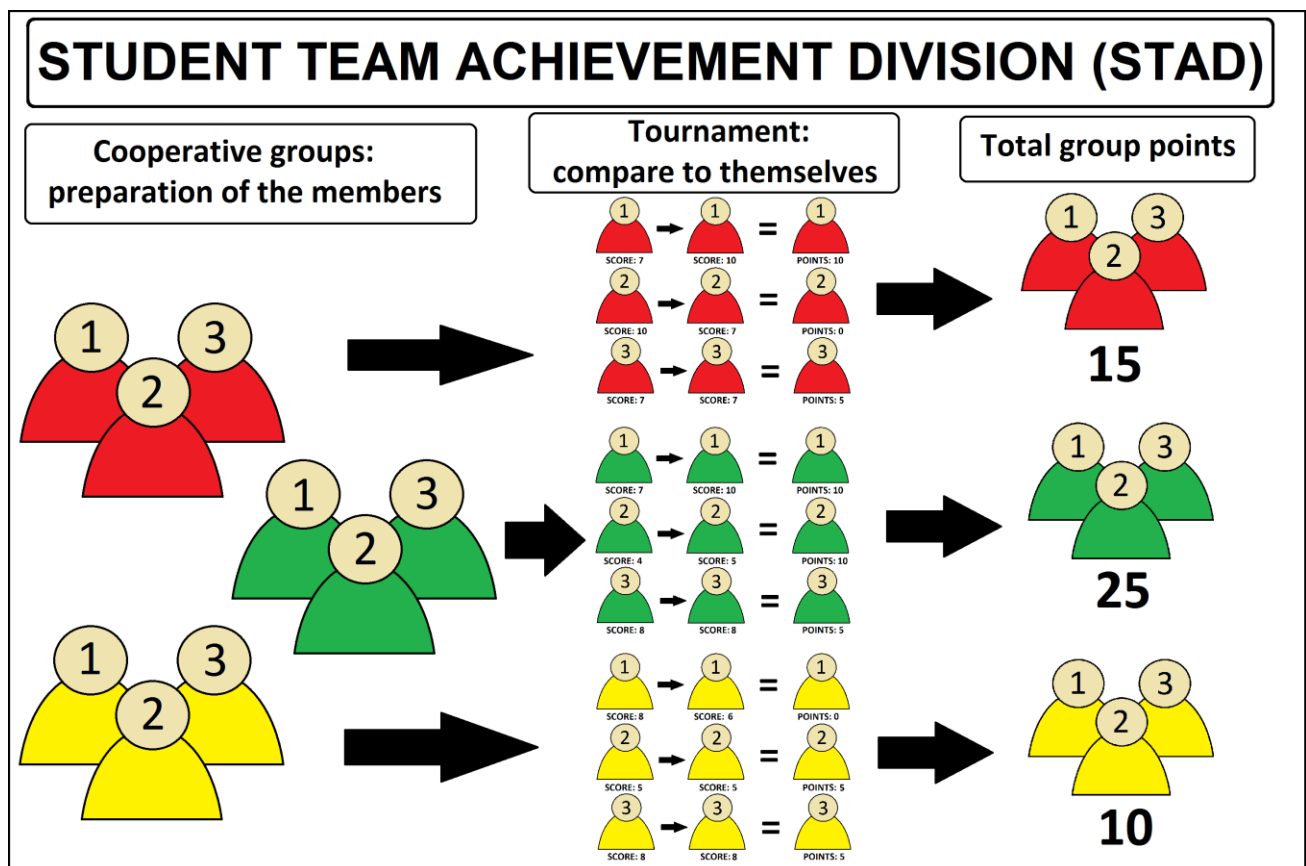 STUDENT TEAM ACHIEVEMENT DIVISION (STAD)
Cooperative groups:
preparation of the members
Tournament:
compare to themselves
Total group points
1 3
2
1 3
2
1 3
2
1 1 = 1
SCORE: 7 SCORE: 10 POINTS: 10
2 2 = 2
SCORE: 10 SCORE: 7 POINTS: 0
3 3 = 3
SCORE: 7 SCORE: 7 POINTS: 5
1 1 = 1
SCORE: 7 SCORE: 10 POINTS: 10
2 2 = 2
SCORE: 4 SCORE: 5 POINTS: 10
3 3 = 3
SCORE: 8 SCORE: 8 POINTS: 5
1 1 = 1
SCORE: 8 SCORE: 6 POINTS: 0
2 2 = 2
SCORE: 5 SCORE: 5 POINTS: 5
3 3 = 3
SCORE: 8 SCORE: 8 POINTS: 5
1 3
2
15
1 3
2
25
1 3
2
10